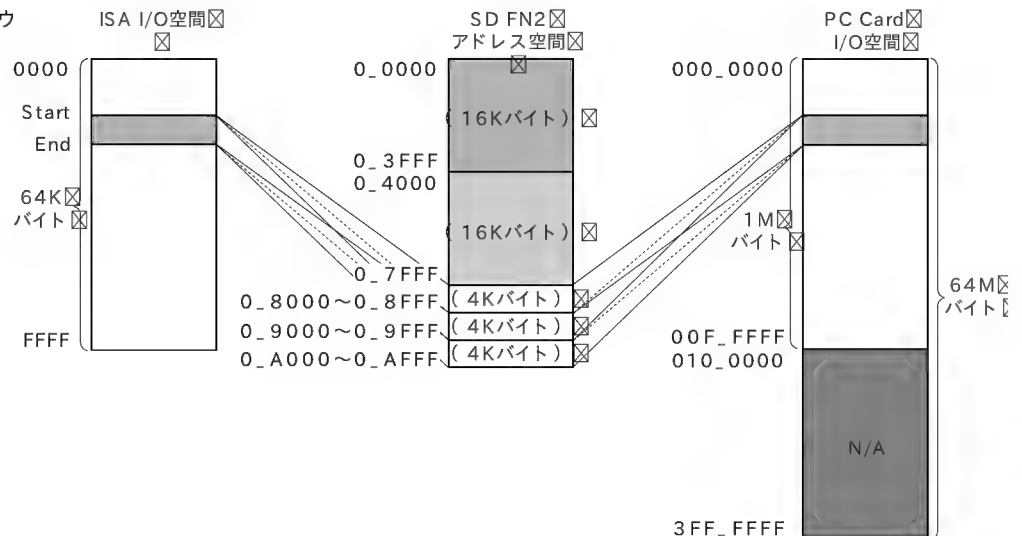 ウ
ISA I/O空間
0000
Start
End
64K
バイト
FFFF
SD FN2
アドレス空間
0_0000
(16Kバイト)
0_3FFF
0_4000
(16Kバイト)
0_7FFF
0_8000～0_8FFF
(4Kバイト)
0_9000～0_9FFF
(4Kバイト)
0_A000～0_AFFF
(4Kバイト)
PC Card
I/O空間
000_0000
1M
バイト
00F_FFFF
010_0000
64M
バイト
N/A
3FF_FFFF